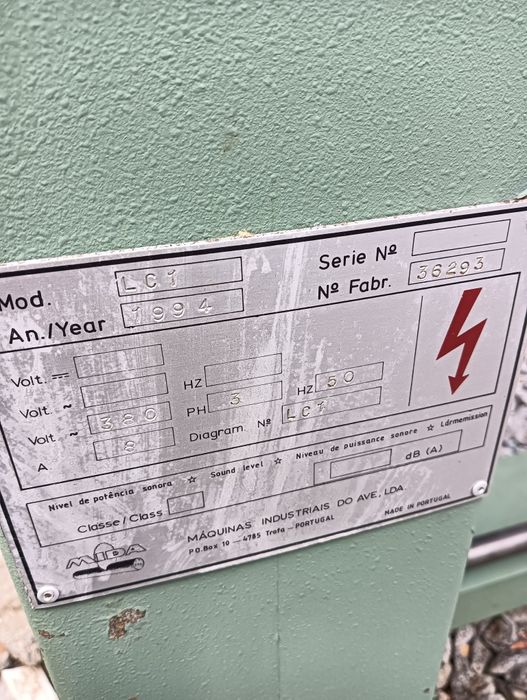 Mod. LC1 Serie Nº
An./Year 1994 Nº Fabr. 36293
Volt.
Volt. ~ HZ
Volt. ~ 380 PH 3 HZ 50
A 8 Diagram. Nº LC1
Nivel de potência sonora ☆ Sound level ☆ Niveau de puissance sonore ☆ Lärmemission
Classe/Class dB (A)
MIDA MÁQUINAS INDUSTRIAIS DO AVE, LDA.
P.O.Box 10 — 4785 Trofa - PORTUGAL MADE IN PORTUGAL